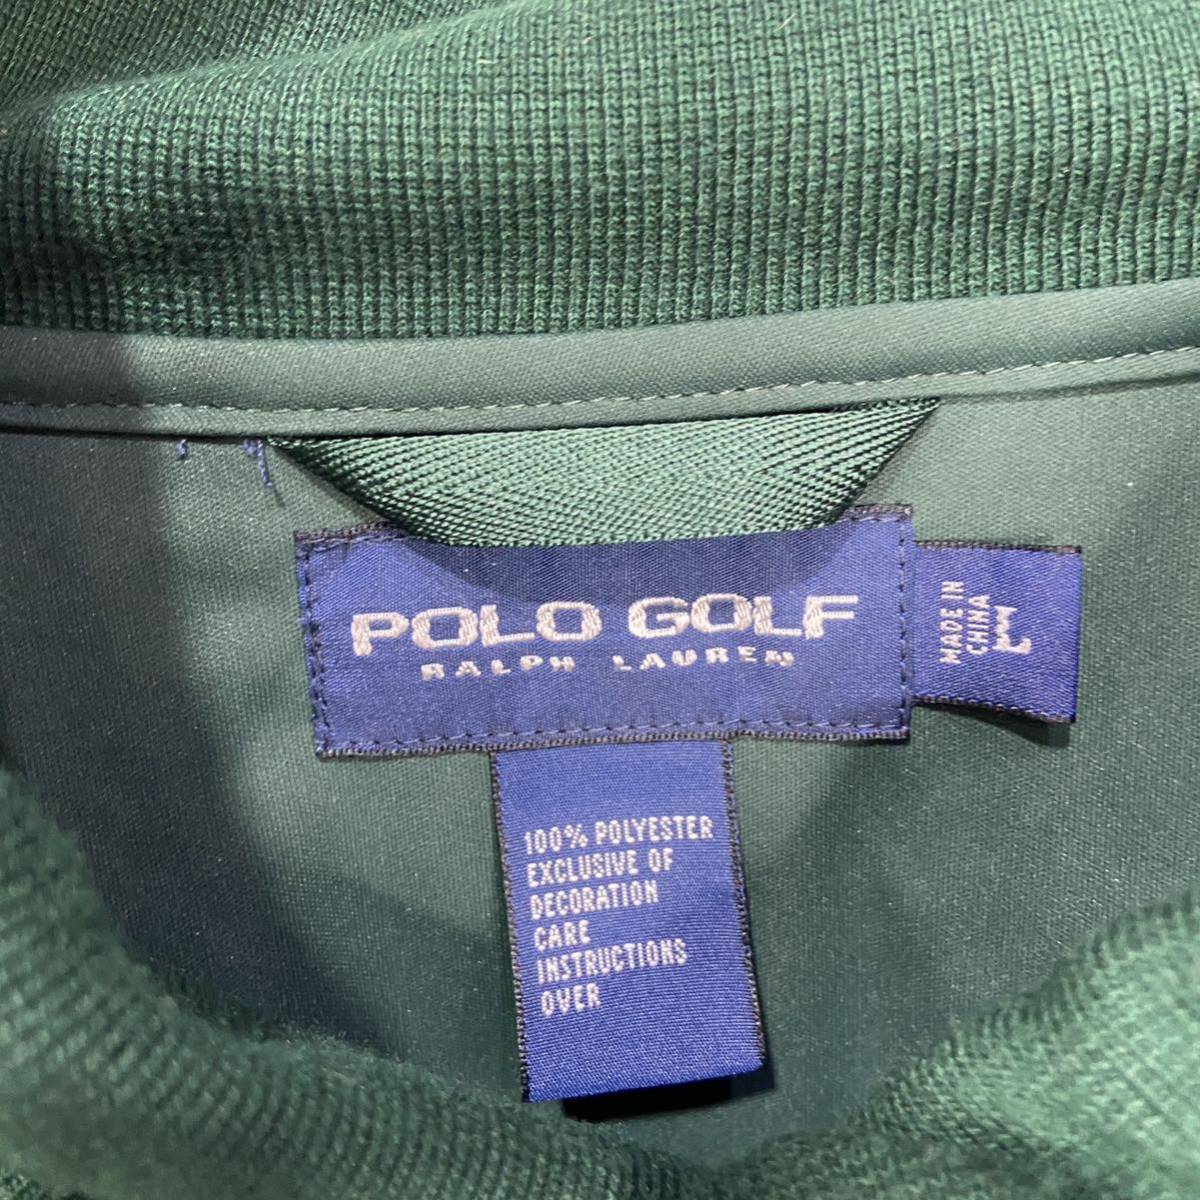 POLO GOLF
RALPH LAUREN
MADE IN
CHINA
L
100% POLYESTER
EXCLUSIVE OF
DECORATION
CARE
INSTRUCTIONS
OVER